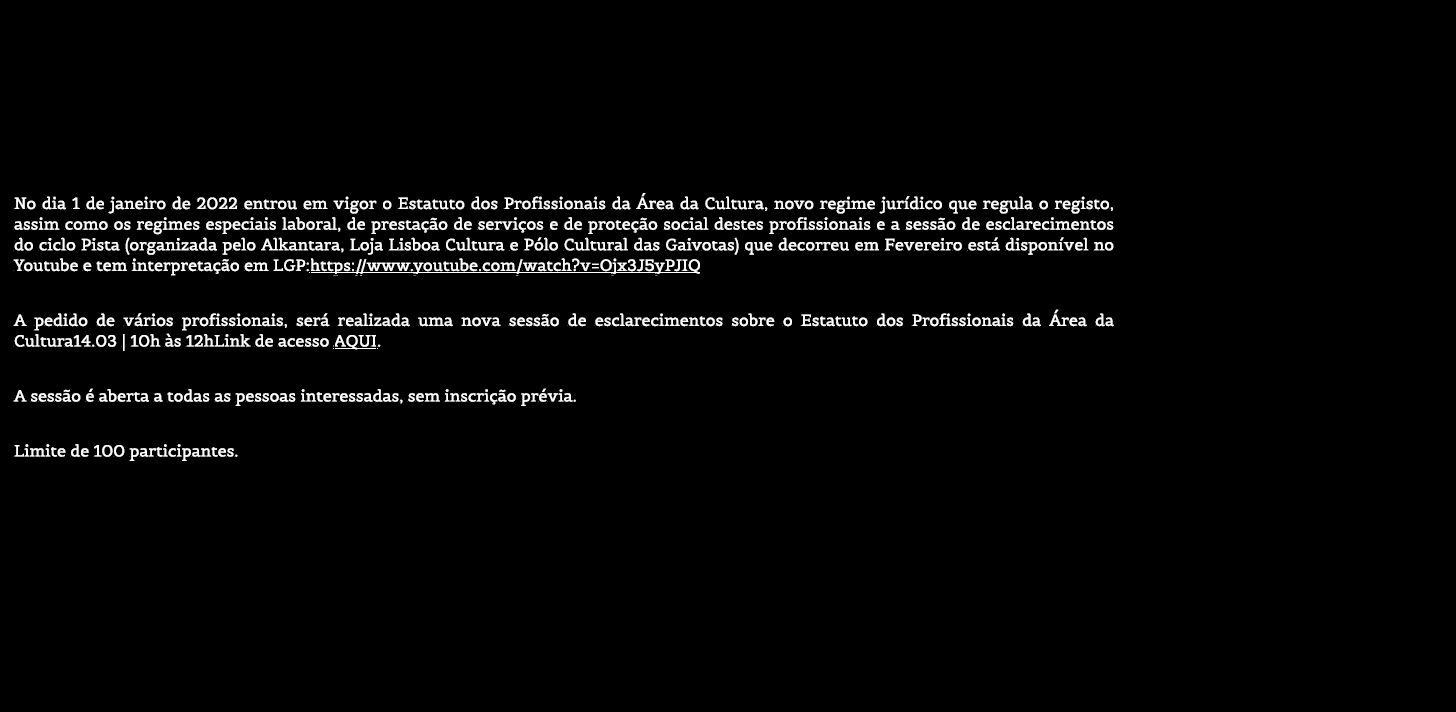 No dia 1 de janeiro de 2022 entrou em vigor o Estatuto dos Profissionais da Área da Cultura, novo regime jurídico que regula o registo,
assim como os regimes especiais laboral, de prestação de serviços e de proteção social destes profissionais e a sessão de esclarecimentos
do ciclo Pista (organizada pelo Alkantara, Loja Lisboa Cultura e Pólo Cultural das Gaivotas) que decorreu em Fevereiro está disponível no
Youtube e tem interpretação em LGP:https://www.youtube.com/watch?v=Ojx3J5yPJIQ
A pedido de vários profissionais, será realizada uma nova sessão de esclarecimentos sobre o Estatuto dos Profissionais da Área da
Cultura14.03 | 10h às 12hLink de acesso AQUI.
A sessão é aberta a todas as pessoas interessadas, sem inscrição prévia.
Limite de 100 participantes.